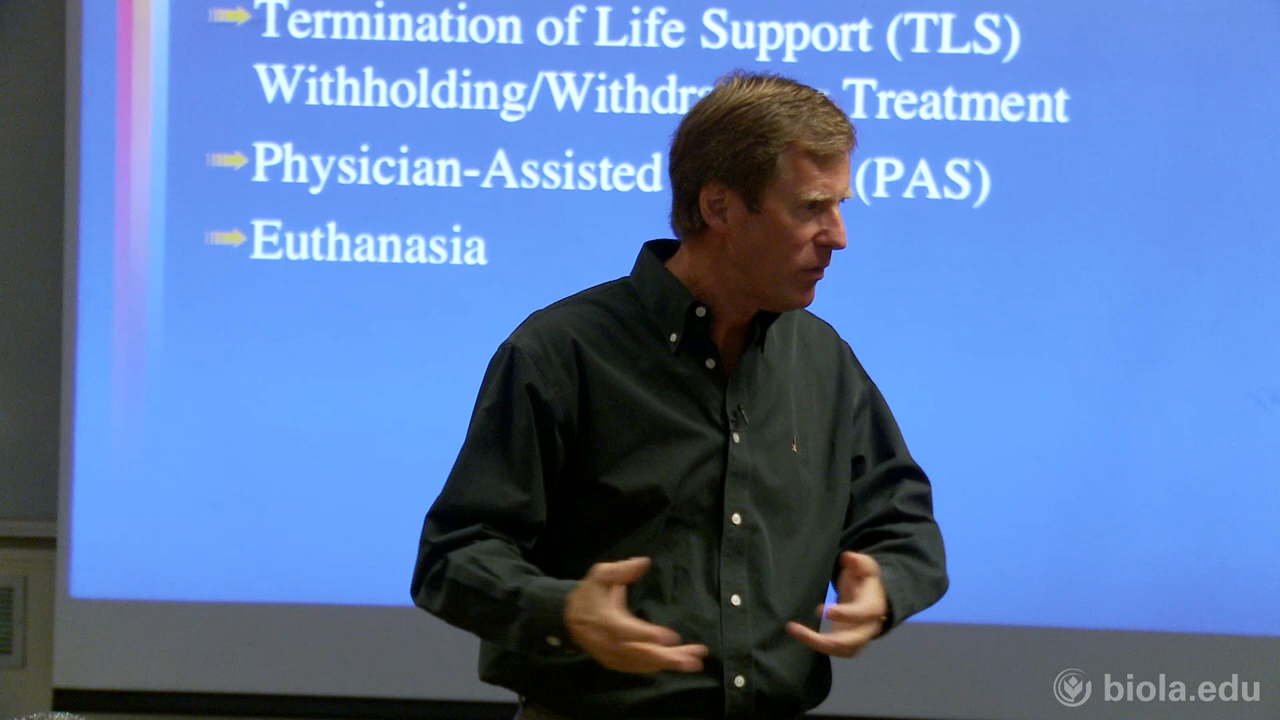 Termination of Life Support (TLS)
Withholding/Withdr Treatment
Physician-Assisted (PAS)
Euthanasia
biola.edu